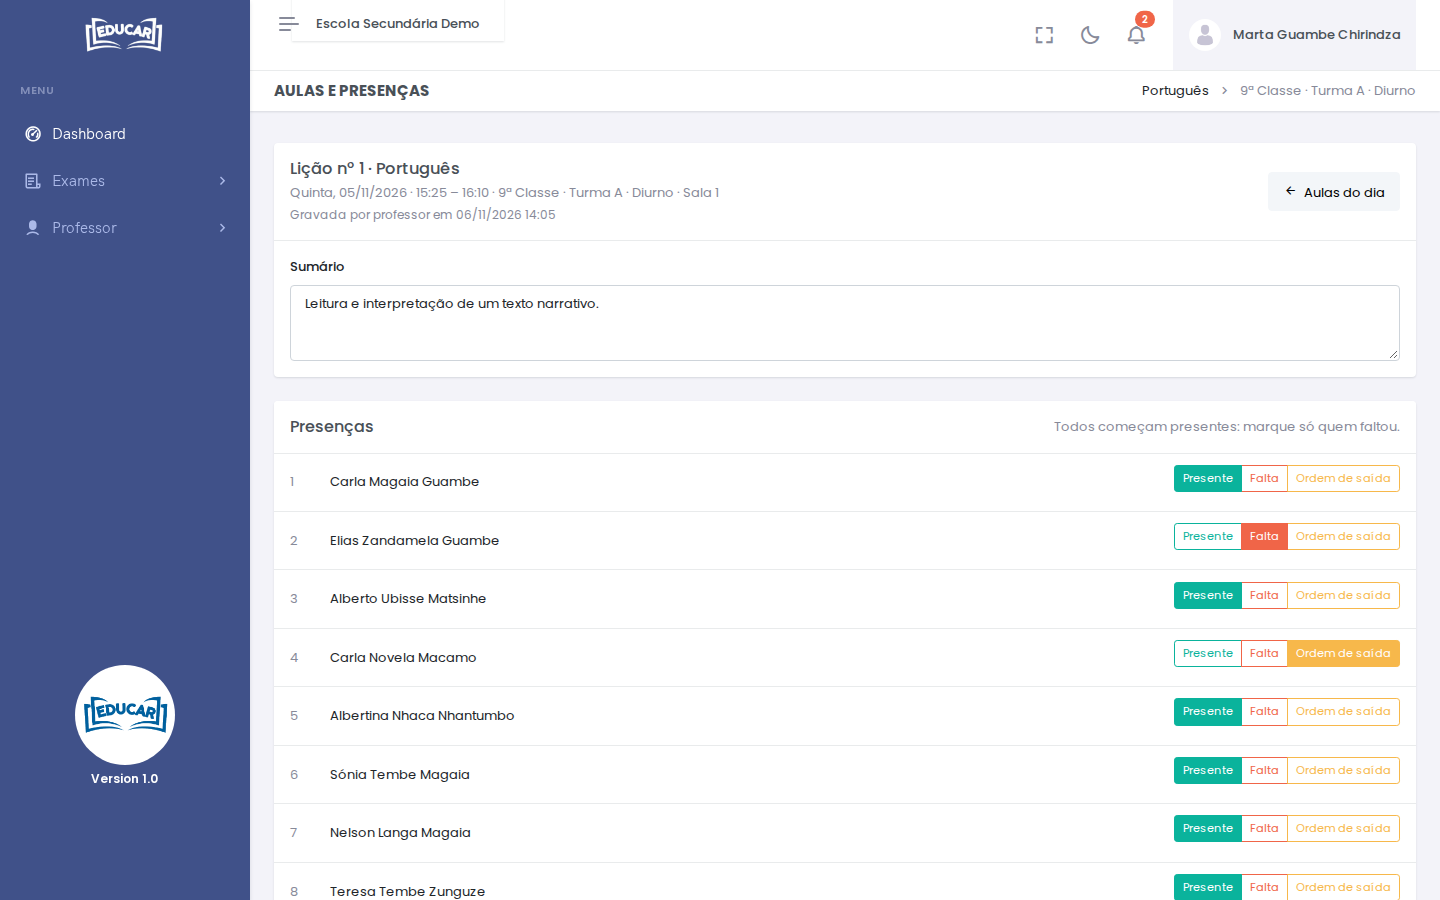 EDUCAR
Escola Secundária Demo
2
Marta Guambe Chirindza
MENU
Dashboard
Exames
Professor
EDUCAR
Version 1.0
AULAS E PRESENÇAS
Português > 9ª Classe · Turma A · Diurno
Lição nº 1 · Português
Quinta, 05/11/2026 · 15:25 – 16:10 · 9ª Classe · Turma A · Diurno · Sala 1
Gravada por professor em 06/11/2026 14:05
← Aulas do dia
Sumário
Leitura e interpretação de um texto narrativo.
Presenças
Todos começam presentes: marque só quem faltou.
1 Carla Magaia Guambe Presente Falta Ordem de saída
2 Elias Zandamela Guambe Presente Falta Ordem de saída
3 Alberto Ubisse Matsinhe Presente Falta Ordem de saída
4 Carla Novela Macamo Presente Falta Ordem de saída
5 Albertina Nhaca Nhantumbo Presente Falta Ordem de saída
6 Sónia Tembe Magaia Presente Falta Ordem de saída
7 Nelson Langa Magaia Presente Falta Ordem de saída
8 Teresa Tembe Zunguze Presente Falta Ordem de saída